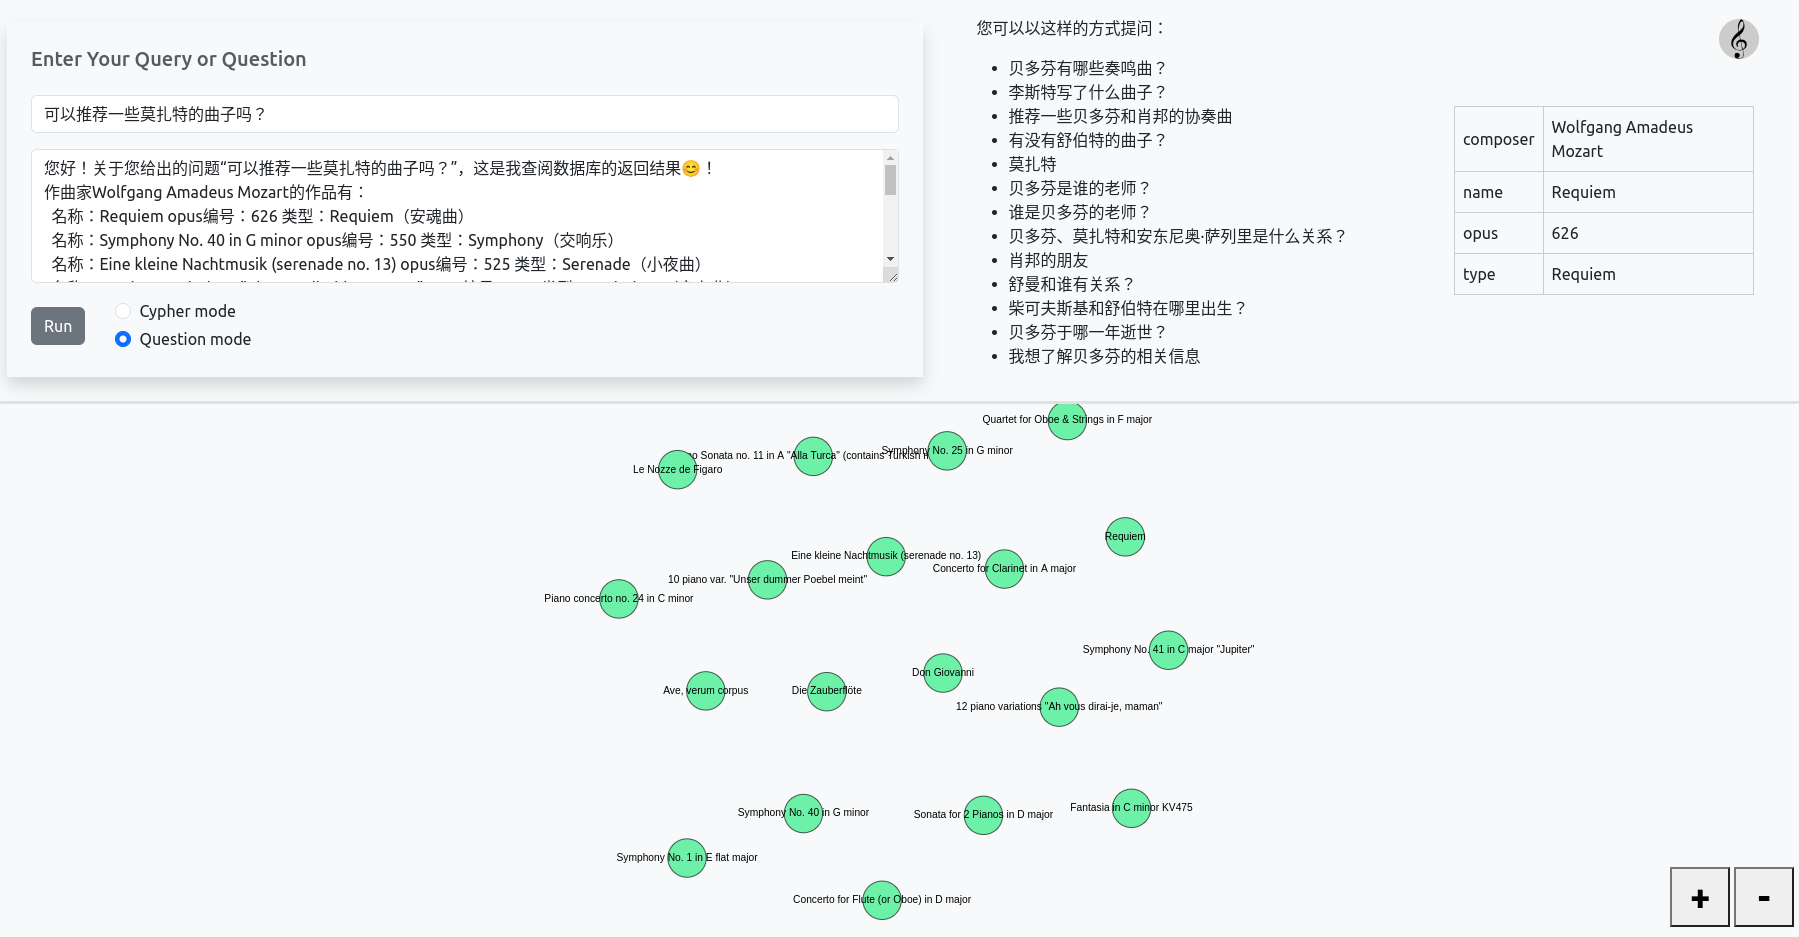 Enter Your Query or Question
可以推荐一些莫扎特的曲子吗？
您好！关于您给出的问题“可以推荐一些莫扎特的曲子吗？”，这是我查阅数据库的返回结果😊！
作曲家Wolfgang Amadeus Mozart的作品有：
名称：Requiem opus编号：626 类型：Requiem（安魂曲）
名称：Symphony No. 40 in G minor opus编号：550 类型：Symphony（交响乐）
名称：Eine kleine Nachtmusik (serenade no. 13) opus编号：525 类型：Serenade（小夜曲）
Run
Cypher mode
Question mode
您可以以这样的方式提问：
• 贝多芬有哪些奏鸣曲？
• 李斯特写了什么曲子？
• 推荐一些贝多芬和肖邦的协奏曲
• 有没有舒伯特的曲子？
• 莫扎特
• 贝多芬是谁的老师？
• 谁是贝多芬的老师？
• 贝多芬、莫扎特和安东尼奥·萨列里是什么关系？
• 肖邦的朋友
• 舒曼和谁有关系？
• 柴可夫斯基和舒伯特在哪里出生？
• 贝多芬于哪一年逝世？
• 我想了解贝多芬的相关信息
composer Wolfgang Amadeus Mozart
name Requiem
opus 626
type Requiem
Quartet for Oboe & Strings in F major
Symphony No. 25 in G minor
Sonata no. 11 in A "Alla Turca" (contains Turkish
Le Nozze de Figaro
Requiem
Eine kleine Nachtmusik (serenade no. 13)
Concerto for Clarinet in A major
10 piano var. "Unser dummer Poebel meint"
Piano concerto no. 24 in C minor
Symphony No. 41 in C major "Jupiter"
Don Giovanni
Ave, verum corpus
Die Zauberflöte
12 piano variations "Ah vous dirai-je, maman"
Fantasia in C minor KV475
Symphony No. 40 in G minor
Sonata for 2 Pianos in D major
Symphony No. 1 in E flat major
Concerto for Flute (or Oboe) in D major
+
-